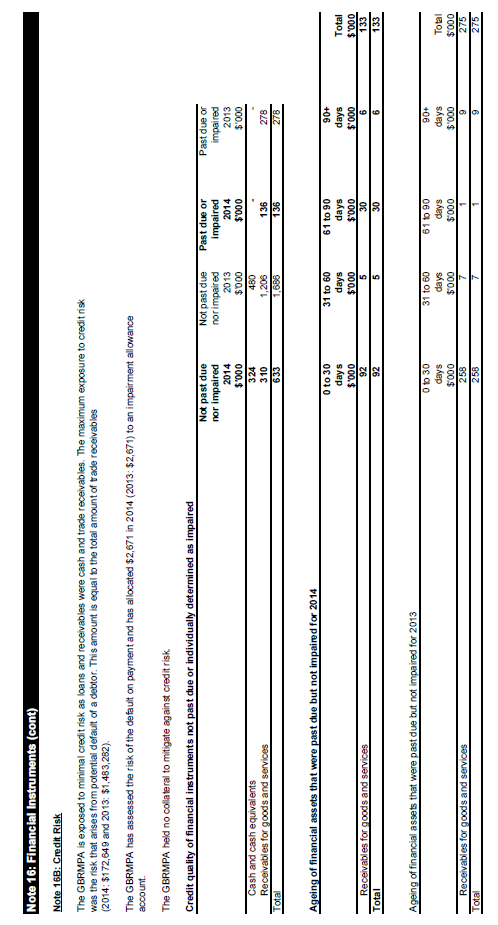 Note 16: Financial Instruments (cont)
Note 16B: Credit Risk
The GBRMPA is exposed to minimal credit risk as loans and receivables were cash and trade receivables. The maximum exposure to credit risk
was the risk that arises from potential default of a debtor. This amount is equal to the total amount of trade receivables
(2014: $172,649 and 2013: $1,483,282).
The GBRMPA has assessed the risk of the default on payment and has allocated $2,671 in 2014 (2013: $2,671) to an impairment allowance
account.
The GBRMPA held no collateral to mitigate against credit risk.
Credit quality of financial instruments not past due or individually determined as impaired
Not past due Not past due Past due or Past due or
nor impaired nor impaired impaired impaired
2014 2013 2014 2013
$'000 $'000 $'000 $'000
Cash and cash equivalents 324 480 - -
Receivables for goods and services 310 1,206 136 278
Total 633 1,686 136 278
Ageing of financial assets that were past due but not impaired for 2014
0 to 30 31 to 60 61 to 90 90+
days days days days Total
$'000 $'000 $'000 $'000 $'000
Receivables for goods and services 92 5 30 6 133
Total 92 5 30 6 133
Ageing of financial assets that were past due but not impaired for 2013
0 to 30 31 to 60 61 to 90 90+
days days days days Total
$'000 $'000 $'000 $'000 $'000
Receivables for goods and services 258 7 1 9 275
Total 258 7 1 9 275